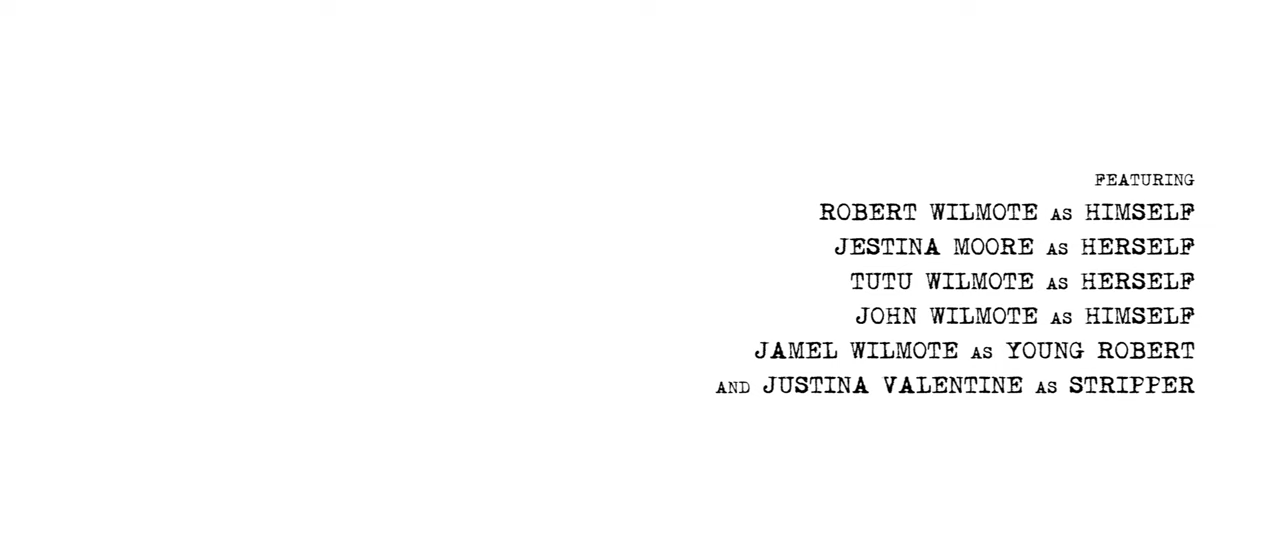 FEATURING
ROBERT WILMOTE AS HIMSELF
JESTINA MOORE AS HERSELF
TUTU WILMOTE AS HERSELF
JOHN WILMOTE AS HIMSELF
JAMEL WILMOTE AS YOUNG ROBERT
AND JUSTINA VALENTINE AS STRIPPER